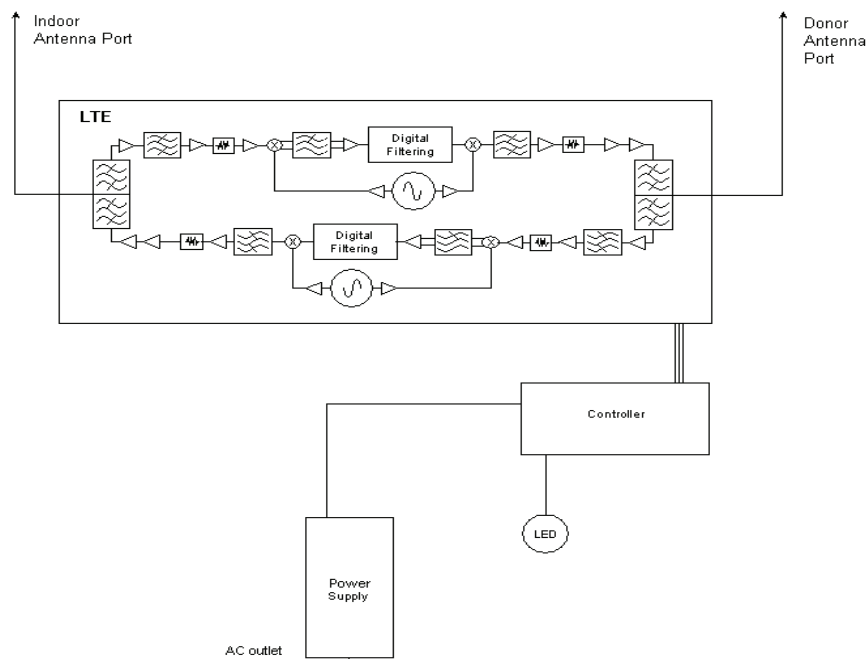 Indoor
Antenna Port
Donor
Antenna
Port
LTE
Digital
Filtering
Digital
Filtering
Controller
LED
Power
Supply
AC outlet